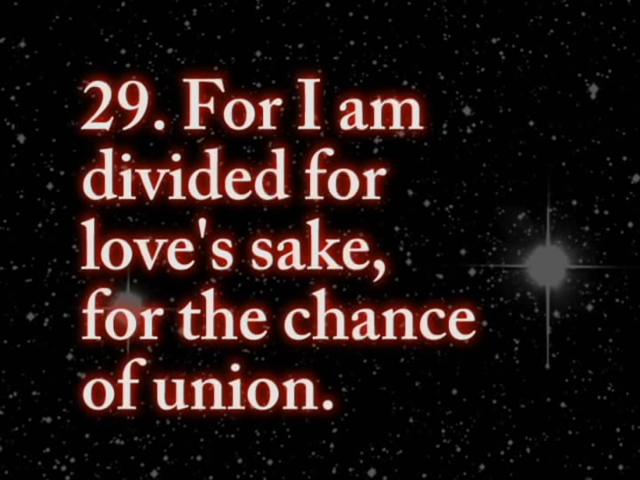 29. For I am
divided for
love's sake,
for the chance
of union.